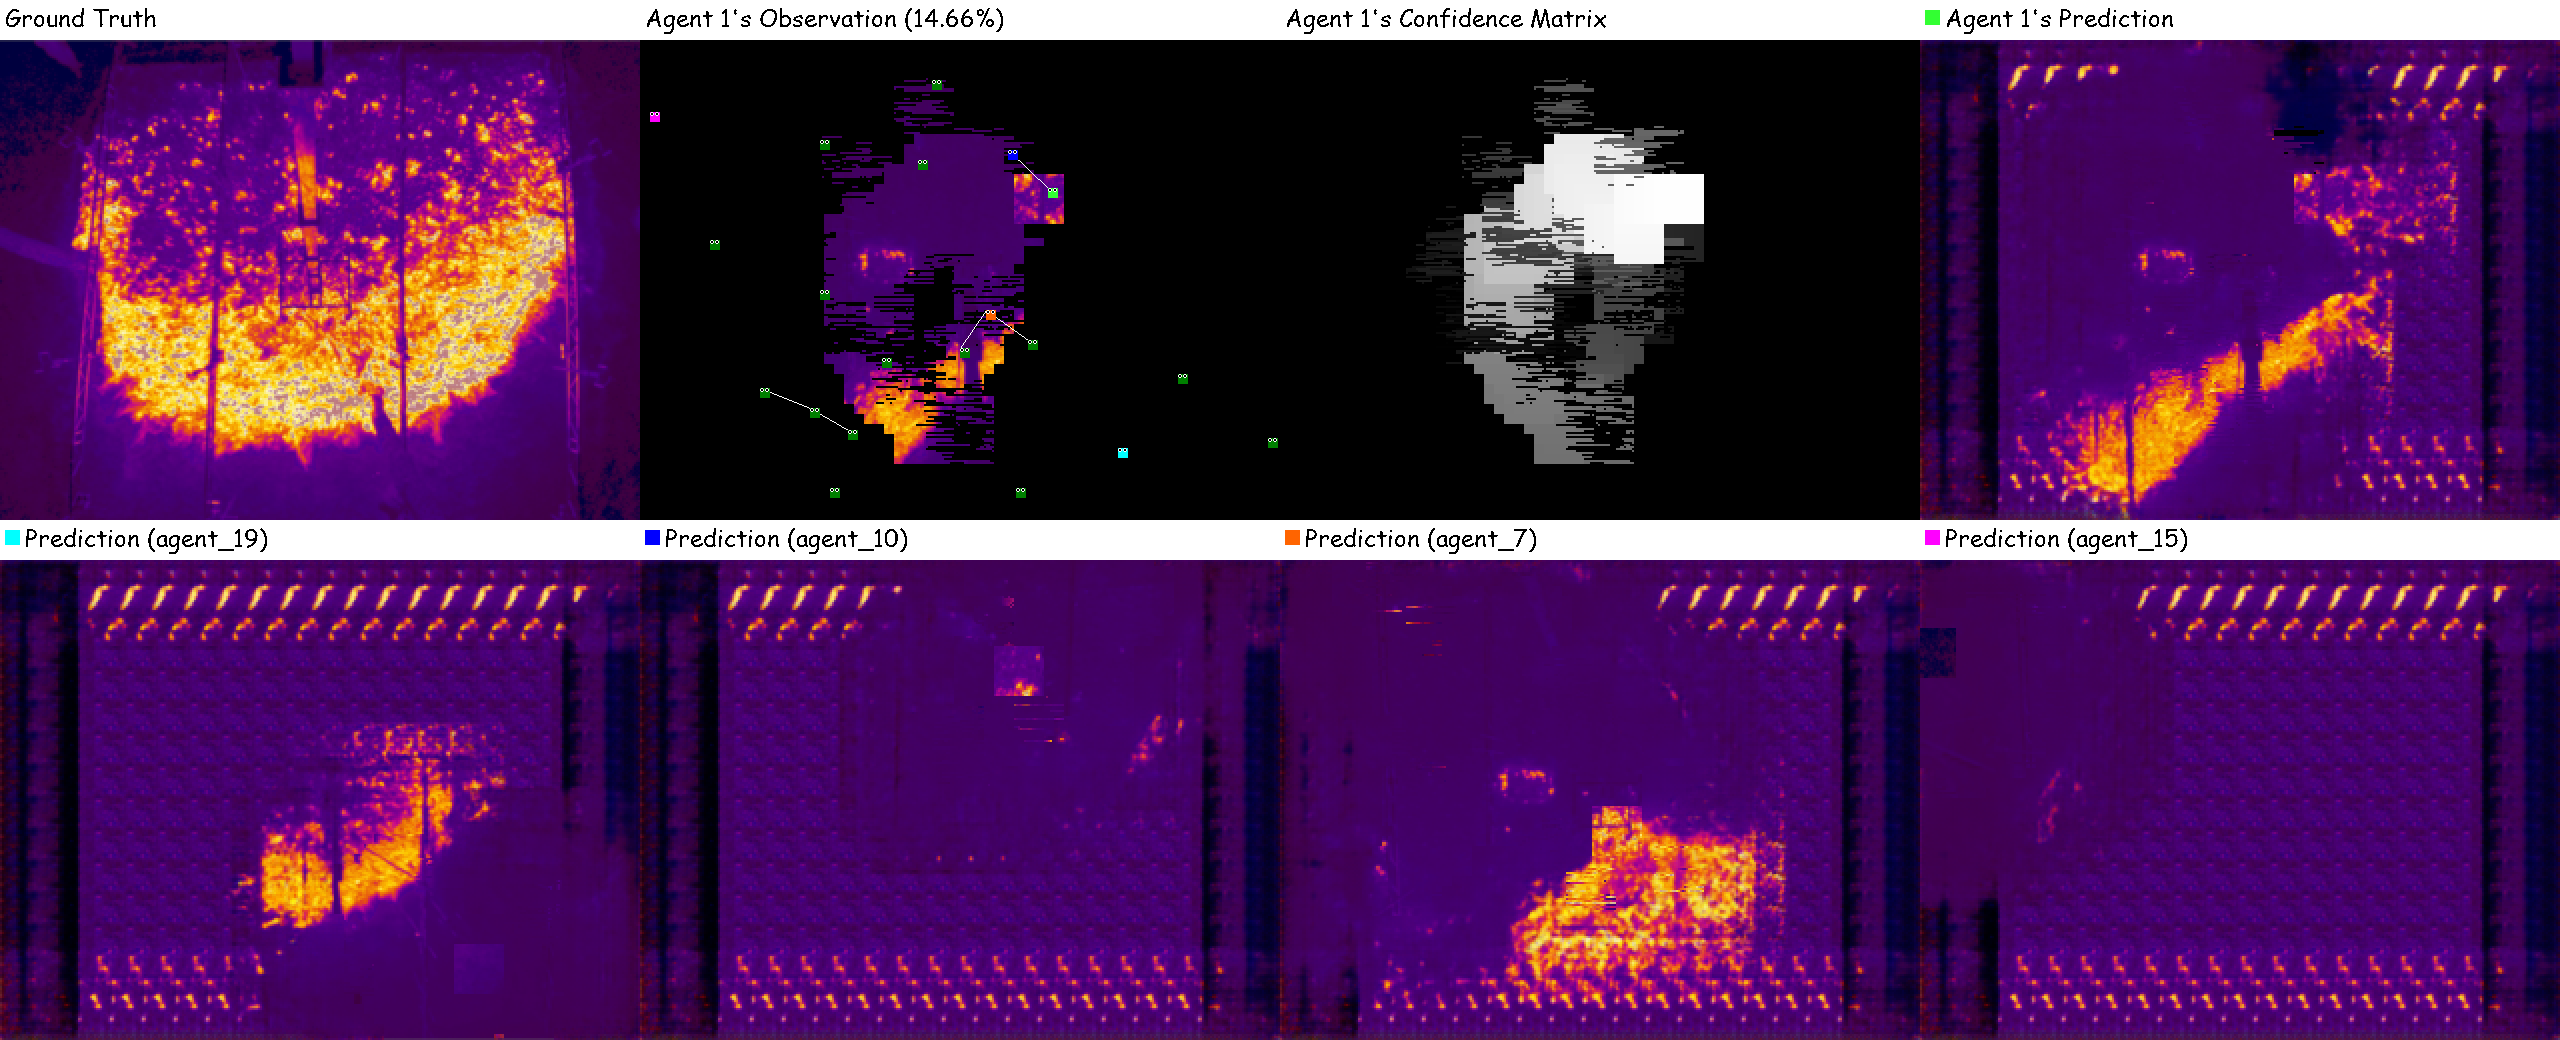 Ground Truth
Agent 1's Observation (14.66%)
Agent 1's Confidence Matrix
Agent 1's Prediction
Prediction (agent_19)
Prediction (agent_10)
Prediction (agent_7)
Prediction (agent_15)